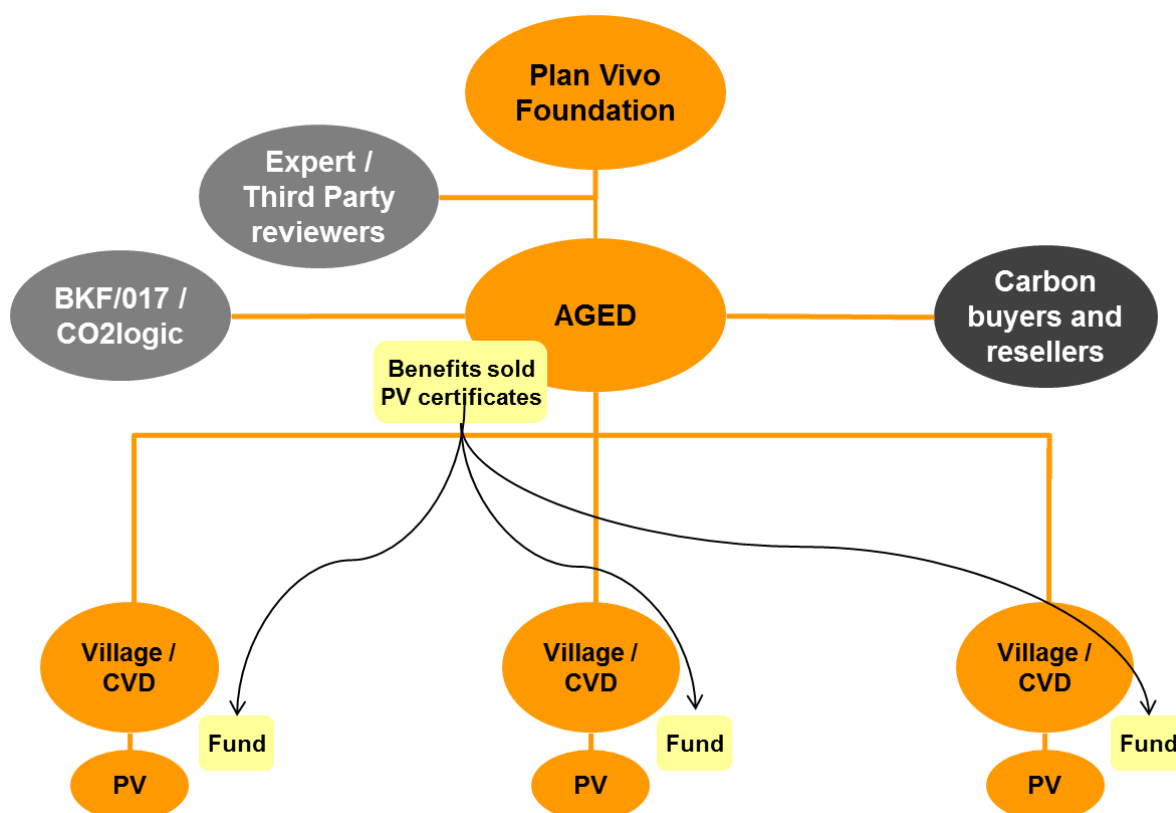 Plan Vivo
Foundation
Expert /
Third Party
reviewers
BKF/017 /
CO2logic
AGED
Carbon
buyers and
resellers
Benefits sold
PV certificates
Village /
CVD
Village /
CVD
Village /
CVD
Fund
Fund
Fund
PV
PV
PV